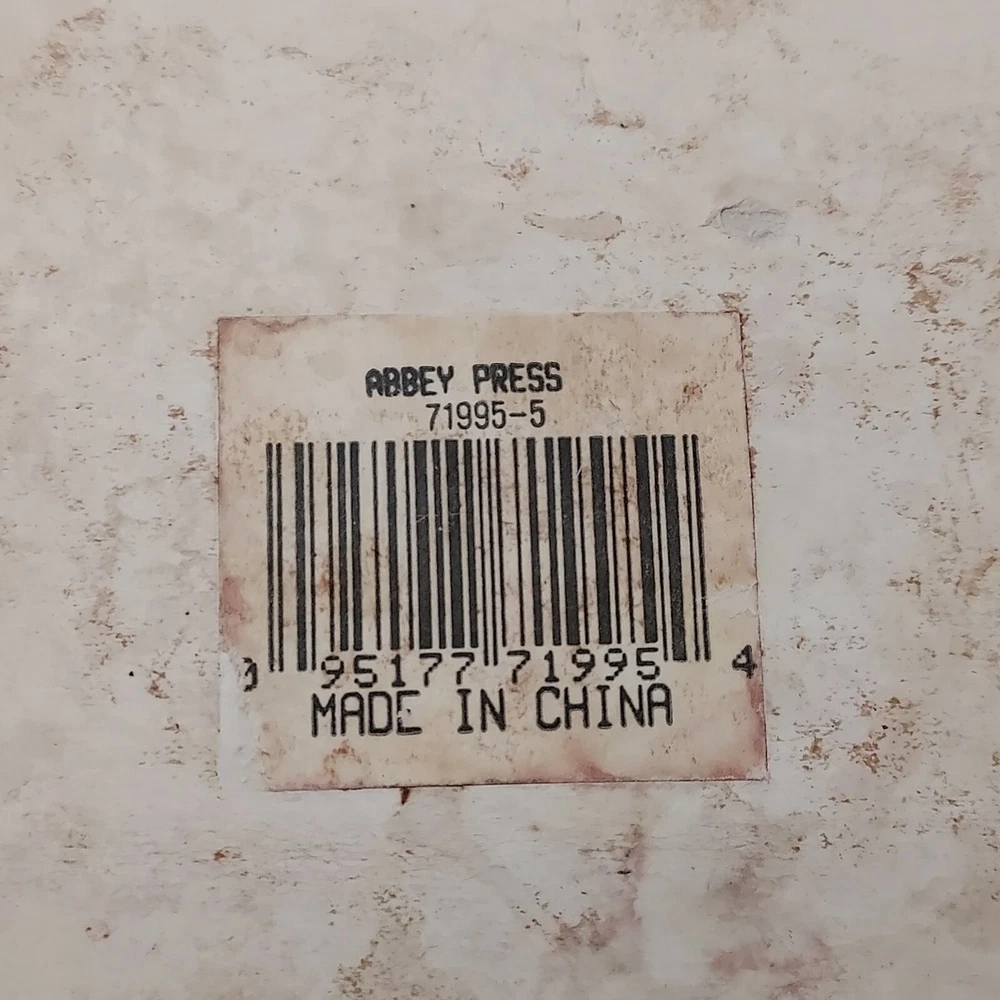 ABBEY PRESS
71995-5
0 95177 71995 4
MADE IN CHINA